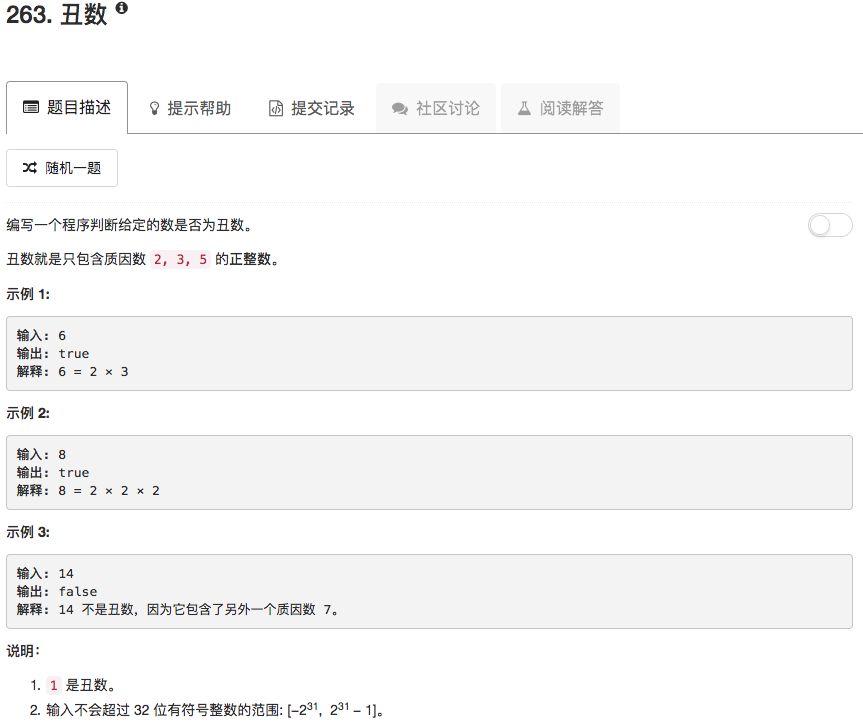 263. 丑数
题目描述 提示帮助 提交记录 社区讨论 阅读解答
随机一题
编写一个程序判断给定的数是否为丑数。
丑数就是只包含质因数 2, 3, 5 的正整数。
示例 1:
输入: 6
输出: true
解释: 6 = 2 × 3
示例 2:
输入: 8
输出: true
解释: 8 = 2 × 2 × 2
示例 3:
输入: 14
输出: false
解释: 14 不是丑数，因为它包含了另外一个质因数 7。
说明：
1. 1 是丑数。
2. 输入不会超过 32 位有符号整数的范围: [−2³¹, 2³¹ − 1]。